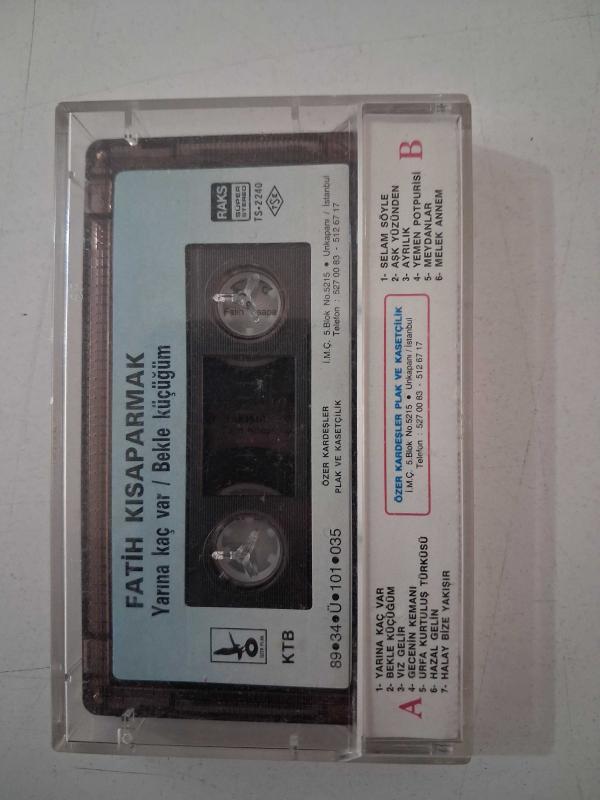 FATİH KISAPARMAK
Yarına kaç var / Bekle küçüğüm
RAKS
SUPER
STEREO
TS-2240
TSE
KTB
89•34•Ü•101•035
ÖZER KARDEŞLER
PLAK VE KASETÇİLİK
İ.M.Ç. 5.Blok No.5215 • Unkapanı / İstanbul
Telefon : 527 00 83 - 512 67 17
A
1- YARINA KAÇ VAR
2- BEKLE KÜÇÜĞÜM
3- VIZ GELİR
4- GECENİN KEMANI
5- URFA KURTULUŞ TÜRKÜSÜ
6- HAZAL GELİN
7- HALAY BİZE YAKIŞIR
ÖZER KARDEŞLER PLAK VE KASETÇİLİK
İ.M.Ç. 5.Blok No.5215 • Unkapanı / İstanbul
Telefon : 527 00 83 - 512 67 17
B
1- SELAM SÖYLE
2- AŞK YÜZÜNDEN
3- AYRILIK
4- YEMEN POTPURİSİ
5- MEYDANLAR
6- MELEK ANNEM